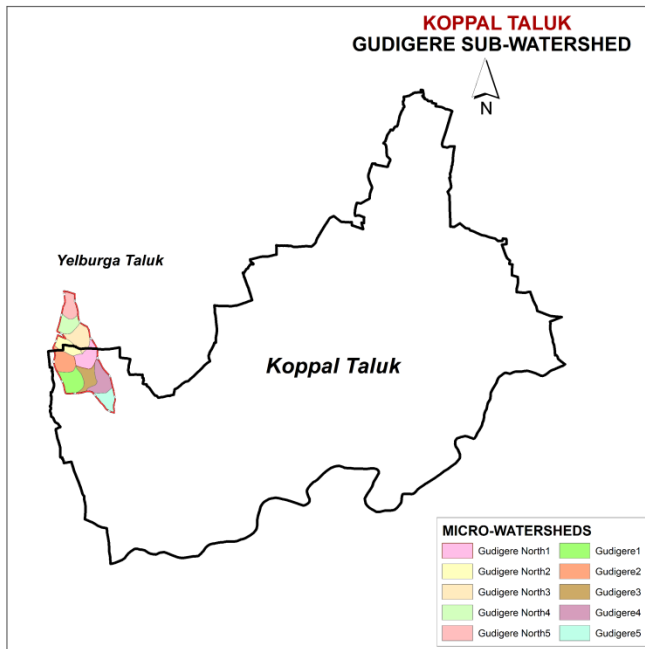 KOPPAL TALUK
GUDIGERE SUB-WATERSHED
N
Yelburga Taluk
Koppal Taluk
MICRO-WATERSHEDS
Gudigere North1 Gudigere1
Gudigere North2 Gudigere2
Gudigere North3 Gudigere3
Gudigere North4 Gudigere4
Gudigere North5 Gudigere5